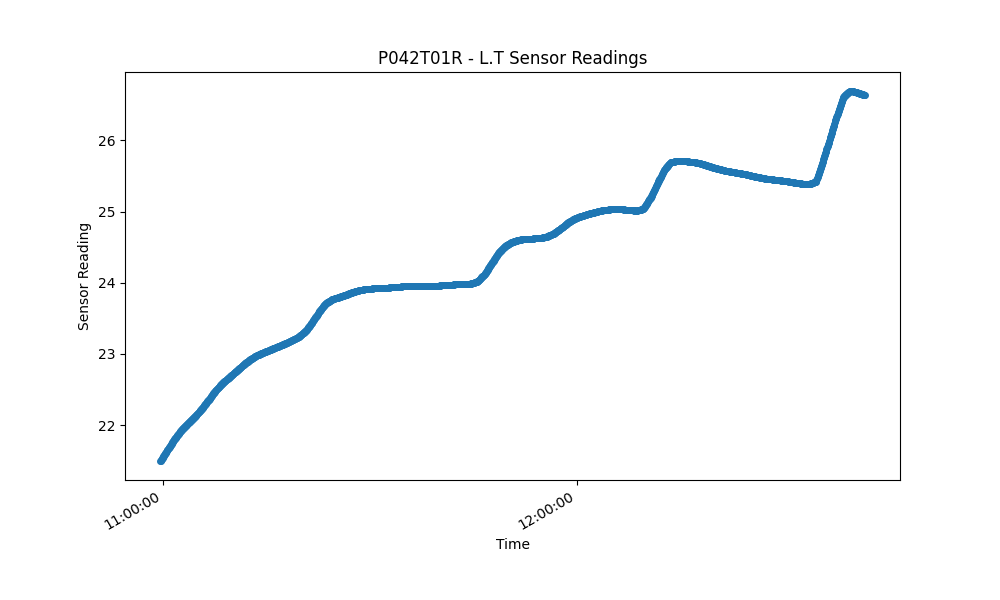 P042T01R - L.T Sensor Readings
Sensor Reading
26
25
24
23
22
11:00:00
12:00:00
Time